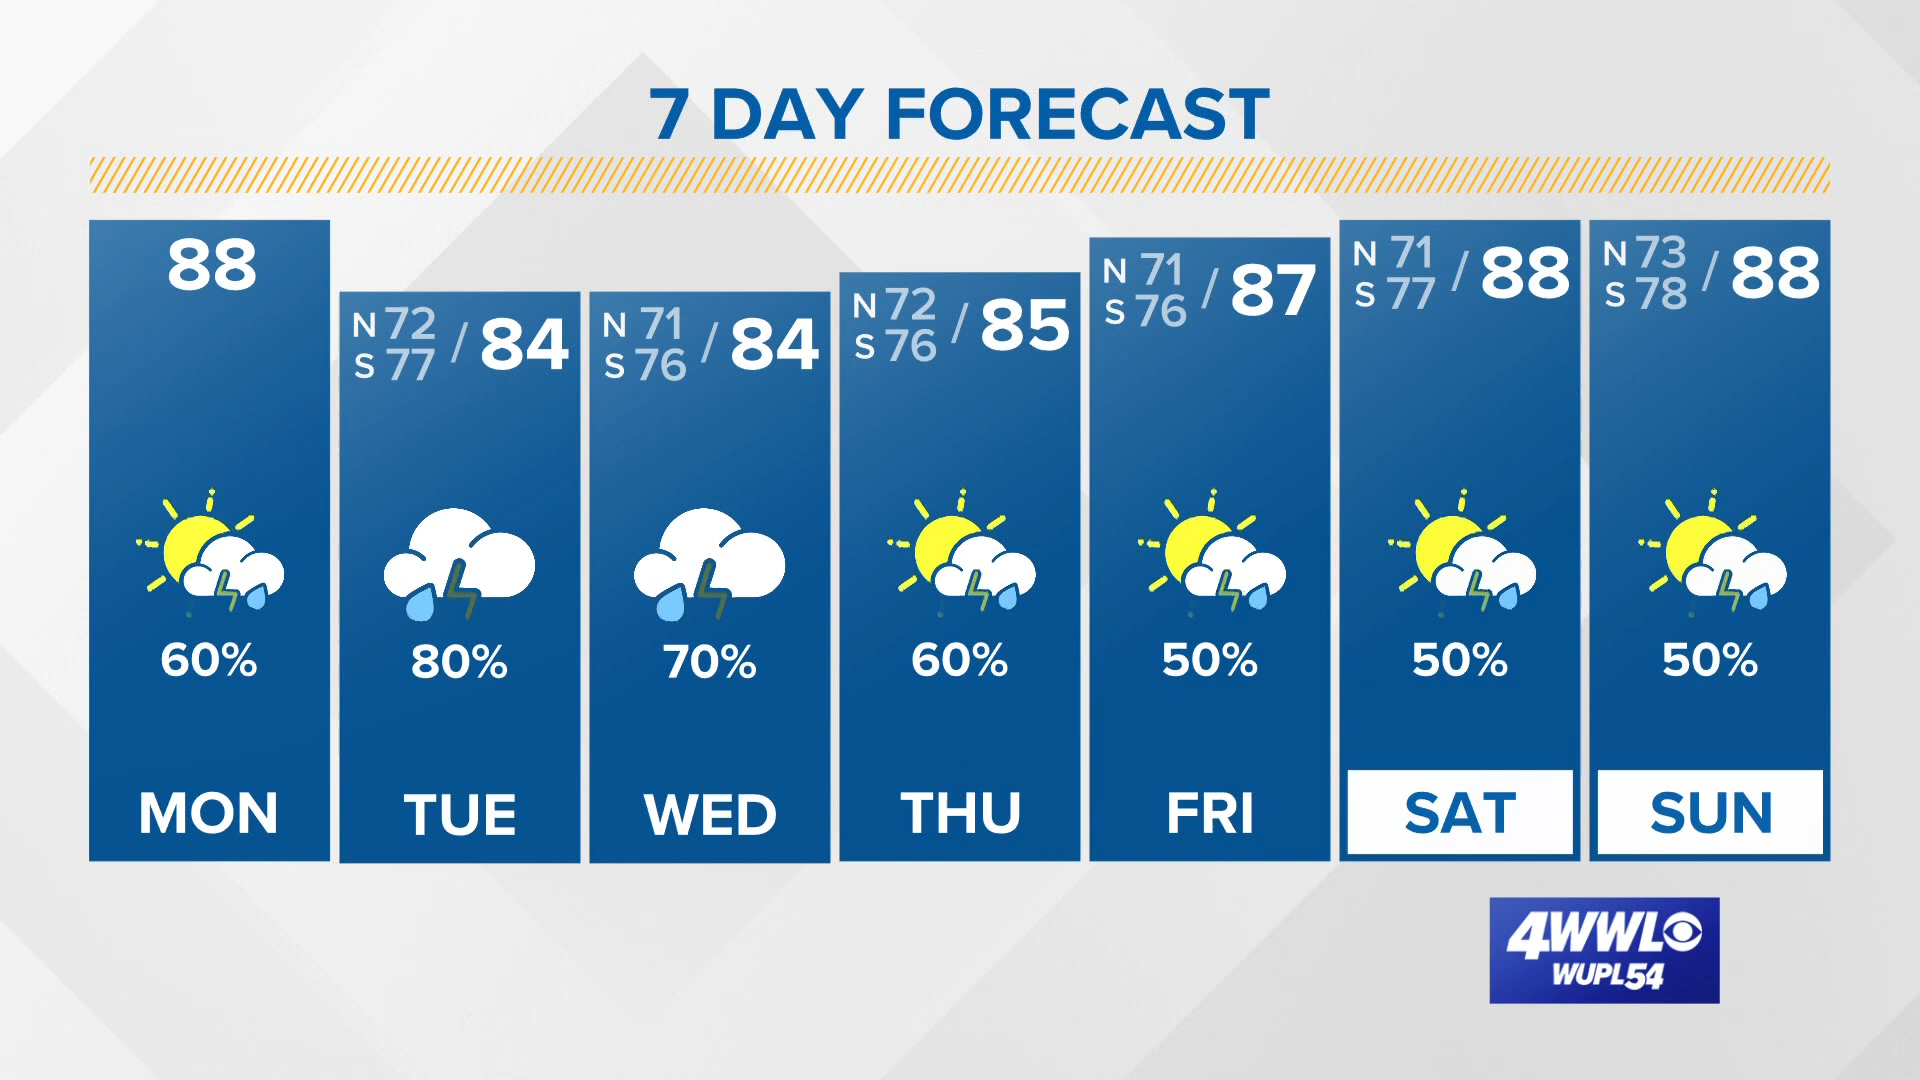 7 DAY FORECAST
88
60%
MON
N 72
S 77 / 84
80%
TUE
N 71
S 76 / 84
70%
WED
N 72
S 76 / 85
60%
THU
N 71
S 76 / 87
50%
FRI
N 71
S 77 / 88
50%
SAT
N 73
S 78 / 88
50%
SUN
4WWL
WUPL54